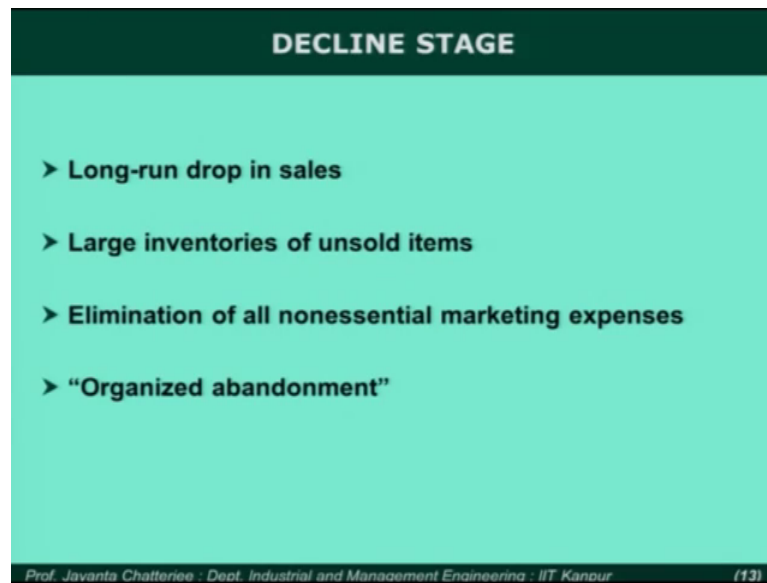 DECLINE STAGE
➤ Long-run drop in sales
➤ Large inventories of unsold items
➤ Elimination of all nonessential marketing expenses
➤ “Organized abandonment”
Prof. Jayanta Chatterjee : Dept. Industrial and Management Engineering : IIT Kanpur (13)